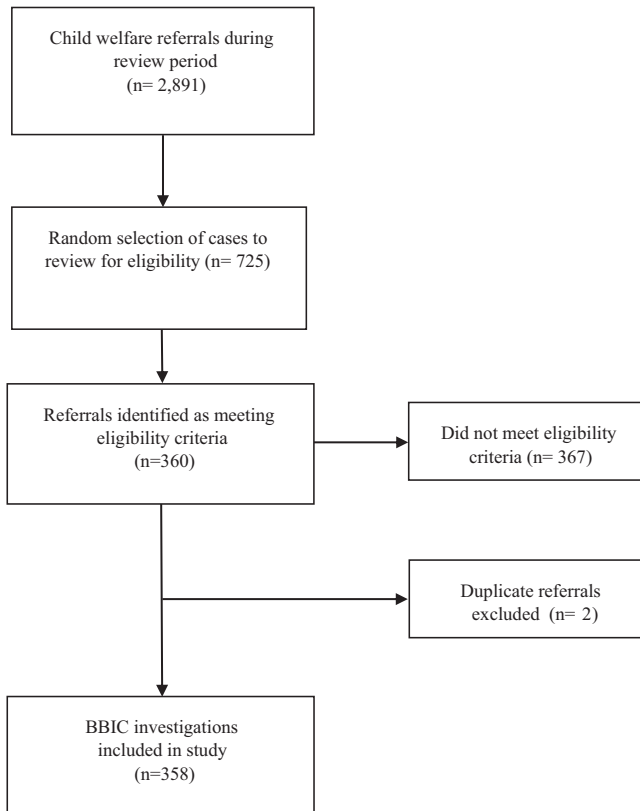 Child welfare referrals during
review period
(n= 2,891)
Random selection of cases to
review for eligibility (n= 725)
Referrals identified as meeting
eligibility criteria
(n=360)
Did not meet eligibility
criteria (n= 367)
Duplicate referrals
excluded (n= 2)
BBIC investigations
included in study
(n=358)